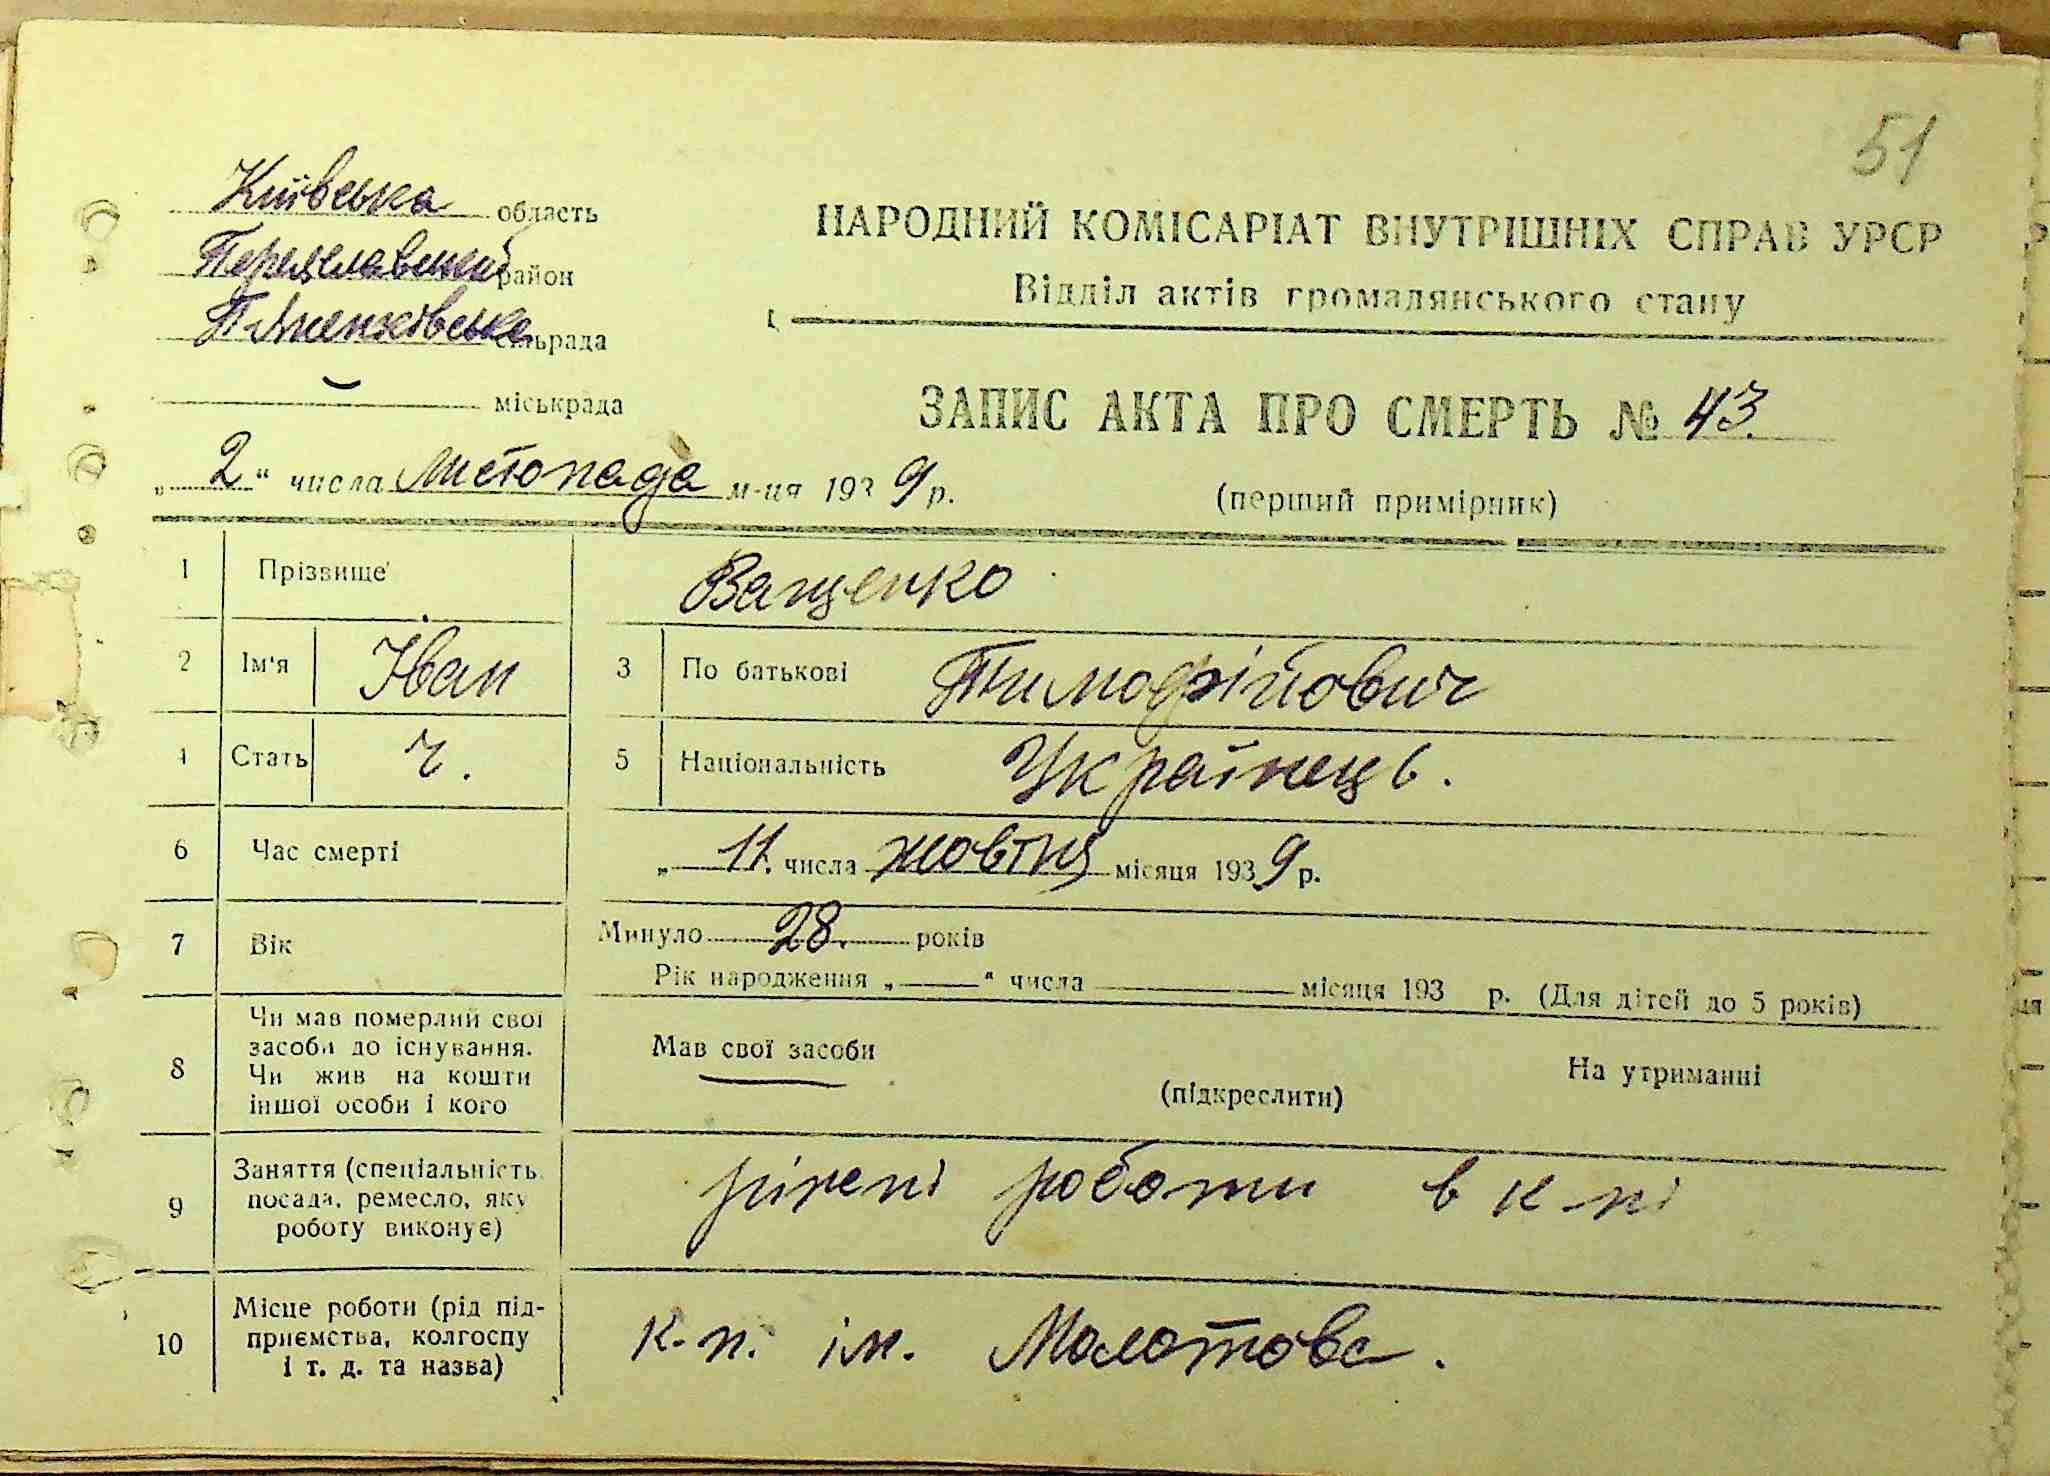 51
Київська область
Переяславський район
сільрада
міськрада
НАРОДНИЙ КОМІСАРІАТ ВНУТРІШНІХ СПРАВ УРСР
Відділ актів громадянського стану
ЗАПИС АКТА ПРО СМЕРТЬ № 43.
(перший примірник)
„ 2 “ числа листопада м-ця 1939 р.
1 Прізвище Ващенко
2 Ім'я Іван 3 По батькові Тимофійович
4 Стать ч. 5 Національність Українець.
6 Час смерті „ 11. числа жовтня місяця 1939 р.
7 Вік Минуло 28. років
Рік народження „ “ числа місяця 193 р. (Для дітей до 5 років)
8 Чи мав померлий свої
засоби до існування.
Чи жив на кошти
іншої особи і кого
Мав свої засоби
(підкреслити)
На утриманні
9 Заняття (спеціальність
посада, ремесло, яку
роботу виконує)
різні роботи в к-пі
10 Місце роботи (рід під-
приємства, колгоспу
і т. д. та назва)
к-п. ім. Молотова.